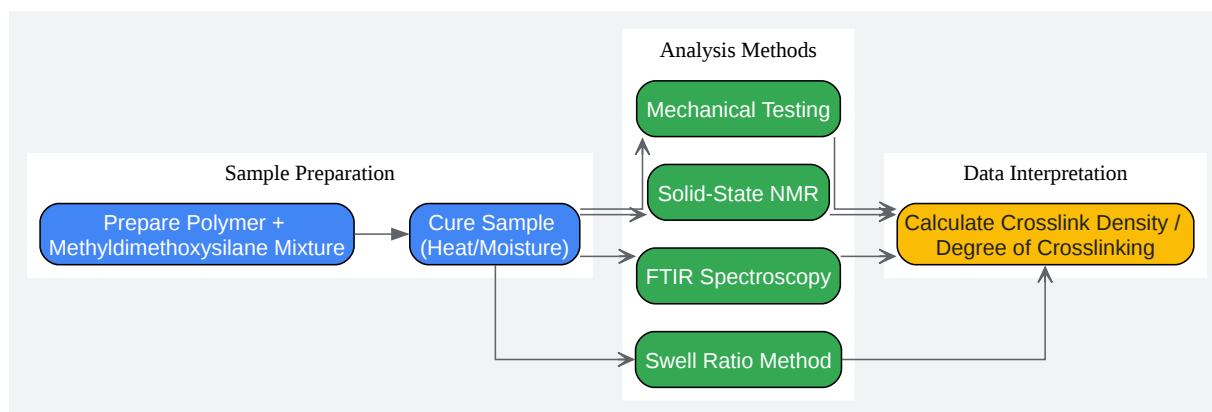 Sample Preparation
Prepare Polymer +
Methyldimethoxysilane Mixture
Cure Sample
(Heat/Moisture)
Analysis Methods
Mechanical Testing
Solid-State NMR
FTIR Spectroscopy
Swell Ratio Method
Data Interpretation
Calculate Crosslink Density /
Degree of Crosslinking